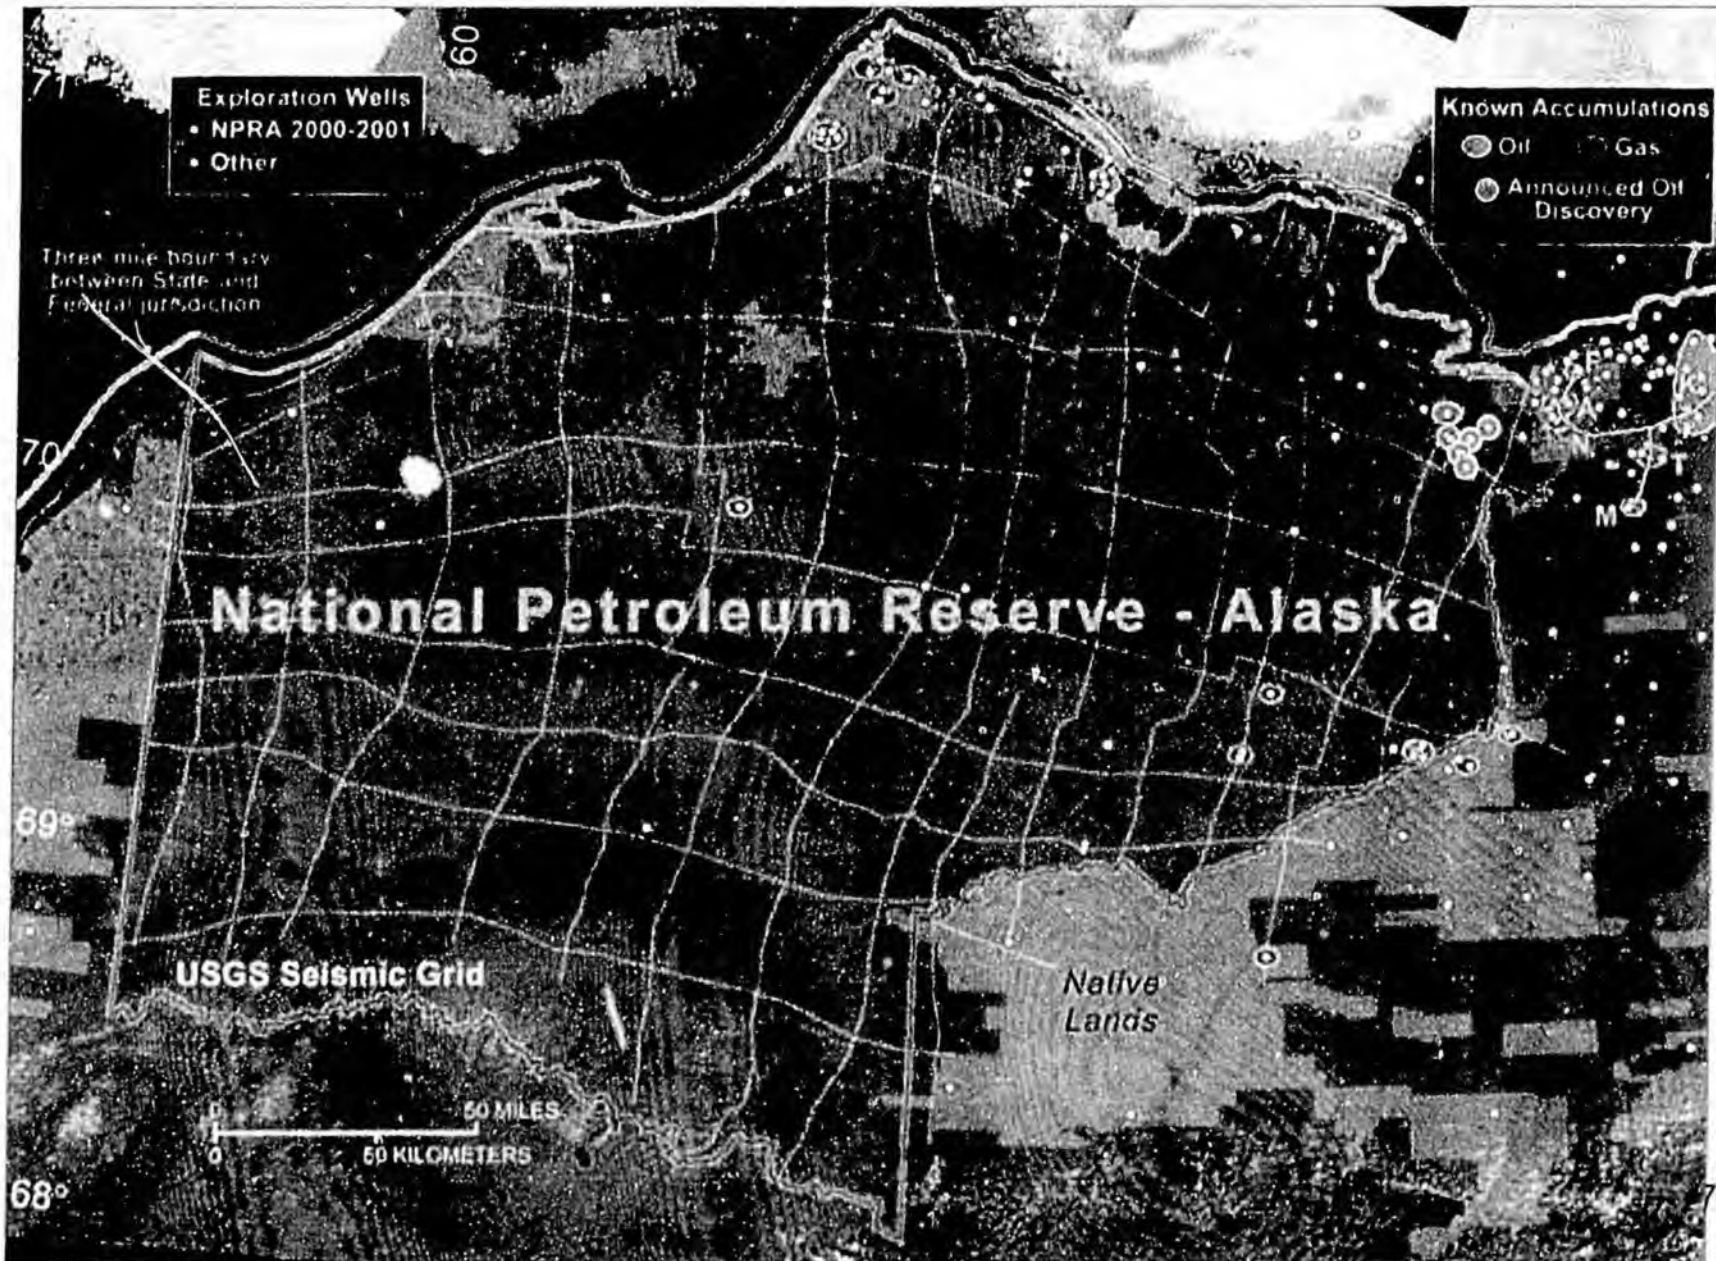 60
71°
Exploration Wells
• NPRA 2000-2001
• Other
Known Accumulations
Oil Gas
Announced Oil
Discovery
Three mile boundary
between State and
Federal jurisdiction
F
K
A
70
N
T
M
National Petroleum Reserve - Alaska
69°
USGS Seismic Grid
Native
Lands
0 50 MILES
0 50 KILOMETERS
68°
7